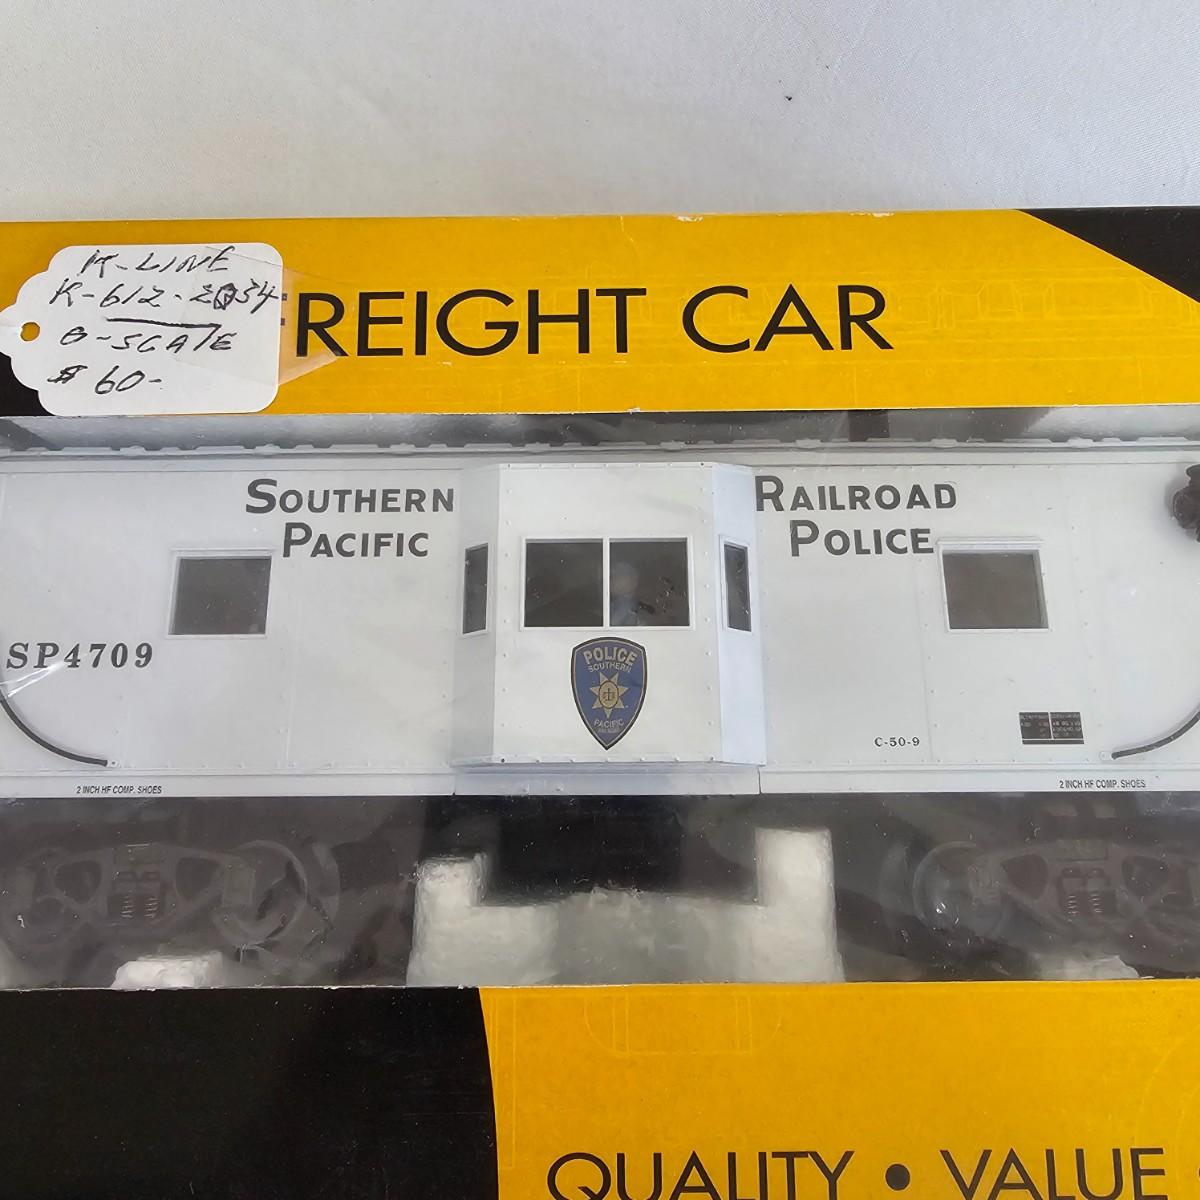 K-LINE
K-612-2034
O-SCALE
$60-
FREIGHT CAR
SOUTHERN
PACIFIC
RAILROAD
POLICE
SP4709
POLICE
SOUTHERN
PACIFIC
C-50-9
2 INCH HF COMP. SHOES
2 INCH HF COMP. SHOES
QUALITY • VALUE